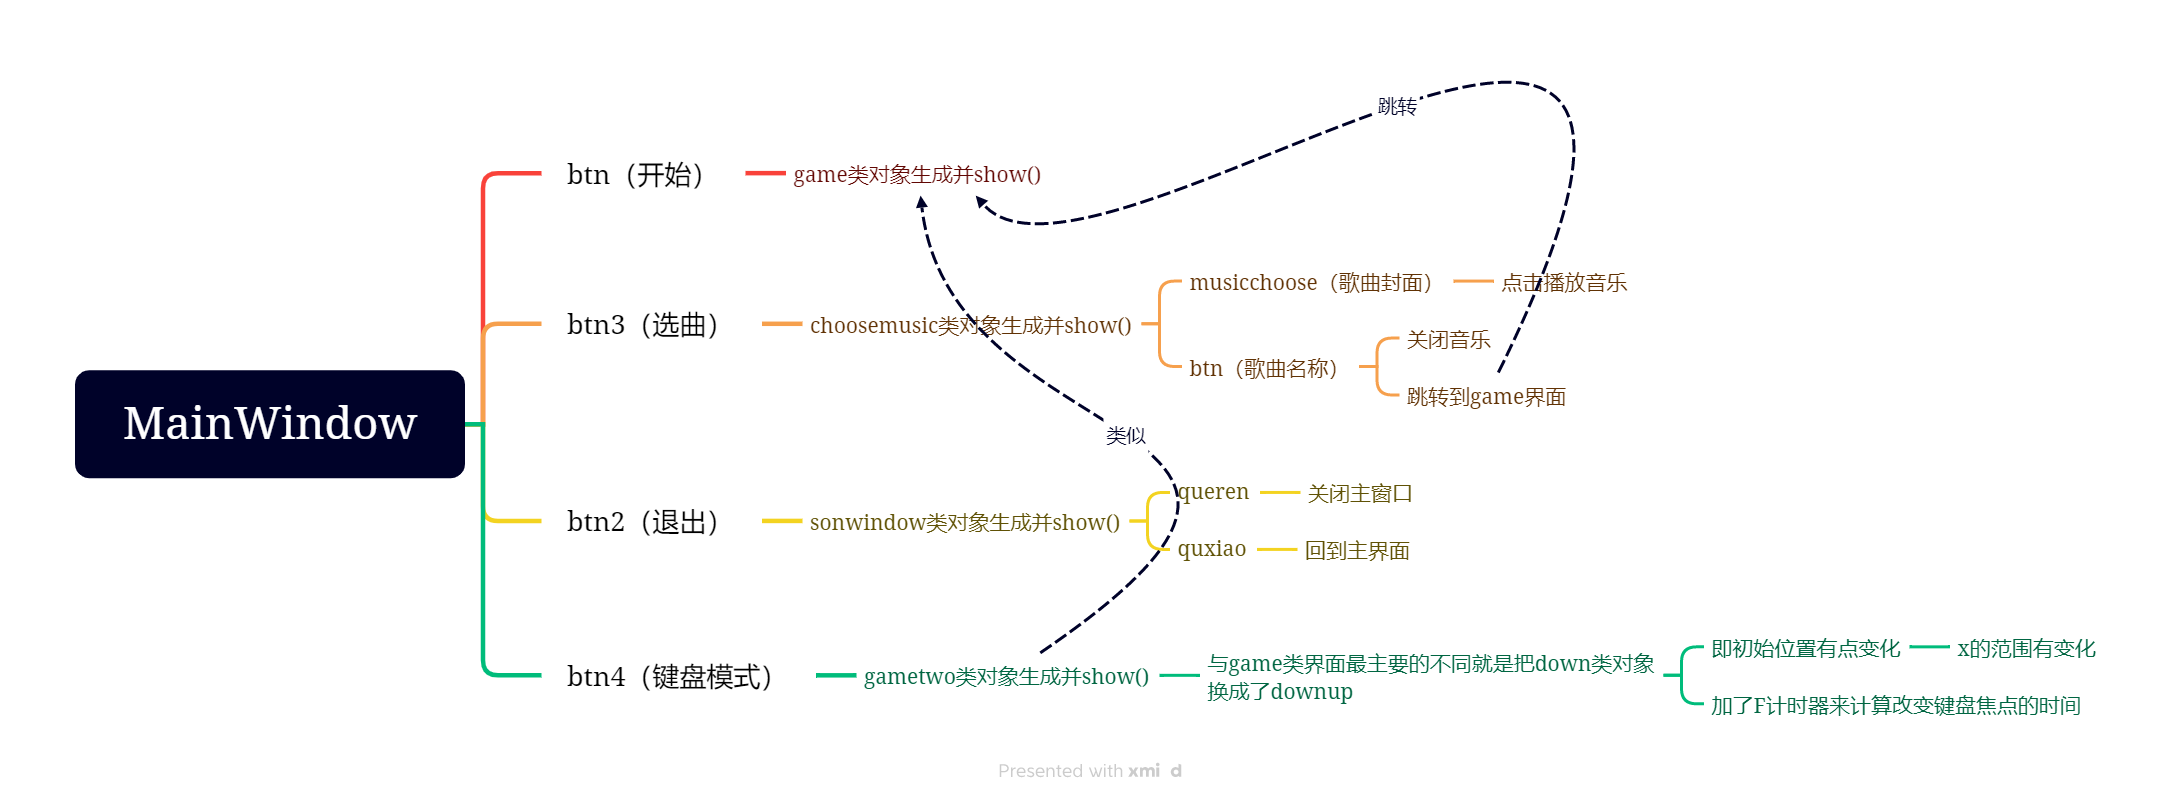 跳转
btn（开始）
game类对象生成并show()
musicchoose（歌曲封面）
点击播放音乐
btn3（选曲）
choosemusic类对象生成并show()
关闭音乐
btn（歌曲名称）
跳转到game界面
MainWindow
类似
queren
关闭主窗口
btn2（退出）
sonwindow类对象生成并show()
quxiao
回到主界面
即初始位置有点变化
x的范围有变化
btn4（键盘模式）
gametwo类对象生成并show()
与game类界面最主要的不同就是把down类对象
换成了downup
加了F计时器来计算改变键盘焦点的时间
Presented with xmind